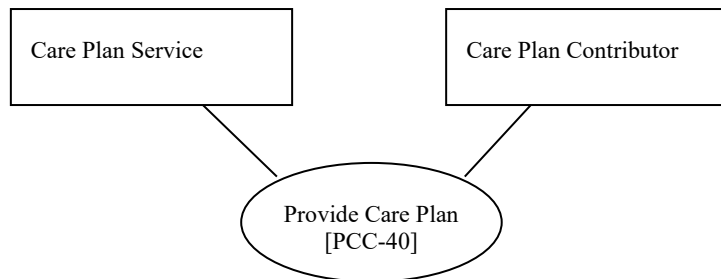 Care Plan Service
Care Plan Contributor
Provide Care Plan
[PCC-40]